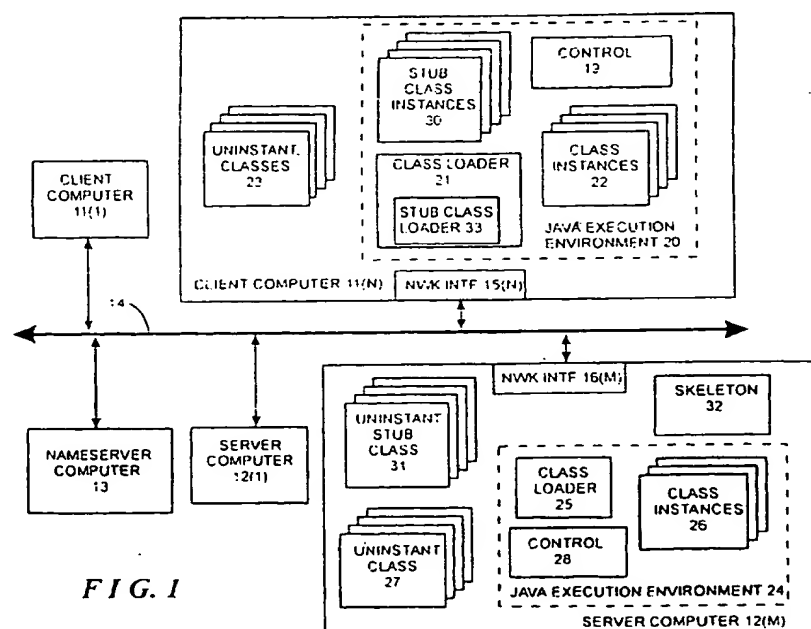 STUB
CLASS
INSTANCES
30
CONTROL
19
UNINSTANT.
CLASSES
23
CLASS LOADER
21
STUB CLASS
LOADER 33
CLASS
INSTANCES
22
JAVA EXECUTION
ENVIRONMENT 20
CLIENT COMPUTER 11(N)
NWK INTF 15(N)
CLIENT
COMPUTER
11(1)
14
NAMESERVER
COMPUTER
13
SERVER
COMPUTER
12(1)
NWK INTF 16(M)
UNINSTANT
STUB
CLASS
31
SKELETON
32
UNINSTANT
CLASS
27
CLASS
LOADER
25
CONTROL
28
CLASS
INSTANCES
26
JAVA EXECUTION ENVIRONMENT 24
SERVER COMPUTER 12(M)
FIG. 1